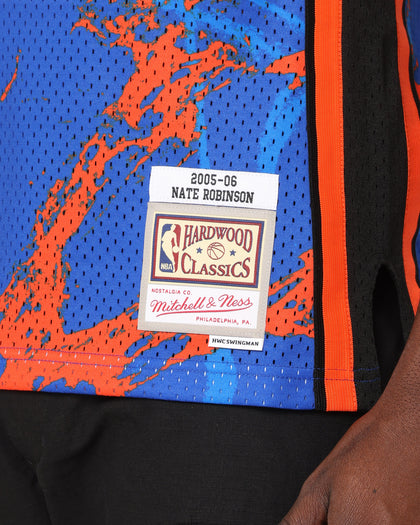 2005-06
NATE ROBINSON
HARDWOOD
CLASSICS
NBA
NOSTALGIA CO.
Mitchell & Ness
PHILADELPHIA, PA.
HWC SWINGMAN